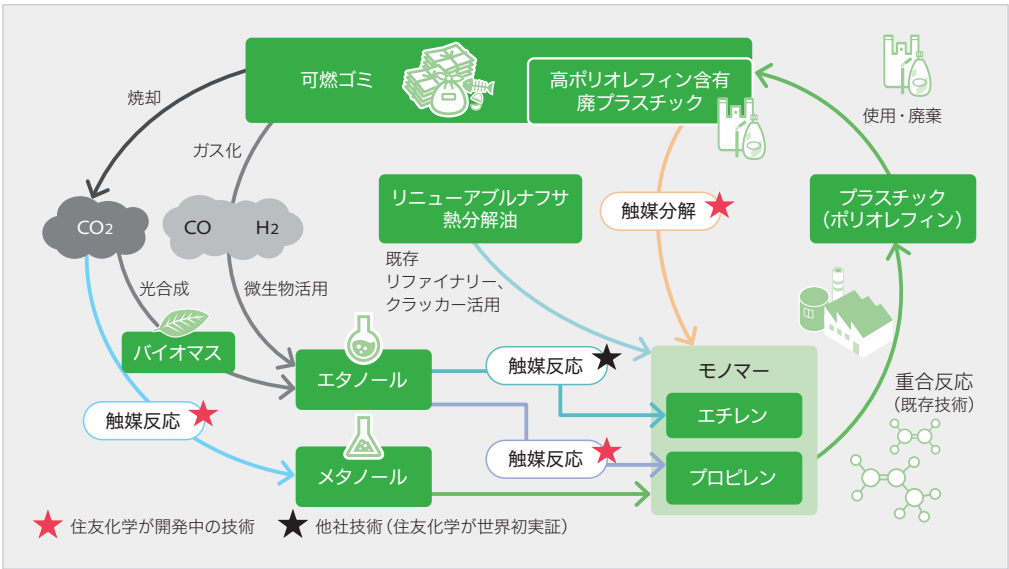 可燃ゴミ
高ポリオレフィン含有
廃プラスチック
使用・廃棄
焼却
ガス化
リニューアブルナフサ
熱分解油
触媒分解
プラスチック
(ポリオレフィン)
CO2
CO
H2
既存
リファイナリー、
クラッカー活用
光合成
微生物活用
バイオマス
エタノール
触媒反応
モノマー
エチレン
重合反応
(既存技術)
触媒反応
触媒反応
メタノール
プロピレン
住友化学が開発中の技術
他社技術(住友化学が世界初実証)